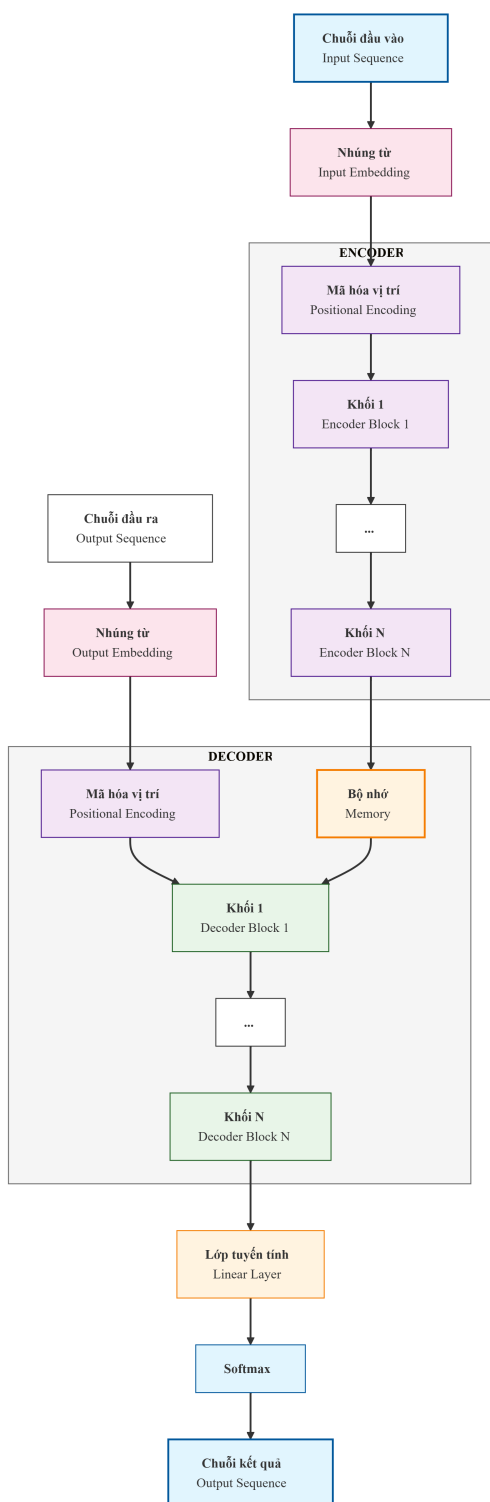 Chuỗi đầu vào
Input Sequence
Nhúng từ
Input Embedding
ENCODER
Mã hóa vị trí
Positional Encoding
Khối 1
Encoder Block 1
...
Khối N
Encoder Block N
Chuỗi đầu ra
Output Sequence
Nhúng từ
Output Embedding
DECODER
Mã hóa vị trí
Positional Encoding
Bộ nhớ
Memory
Khối 1
Decoder Block 1
...
Khối N
Decoder Block N
Lớp tuyến tính
Linear Layer
Softmax
Chuỗi kết quả
Output Sequence